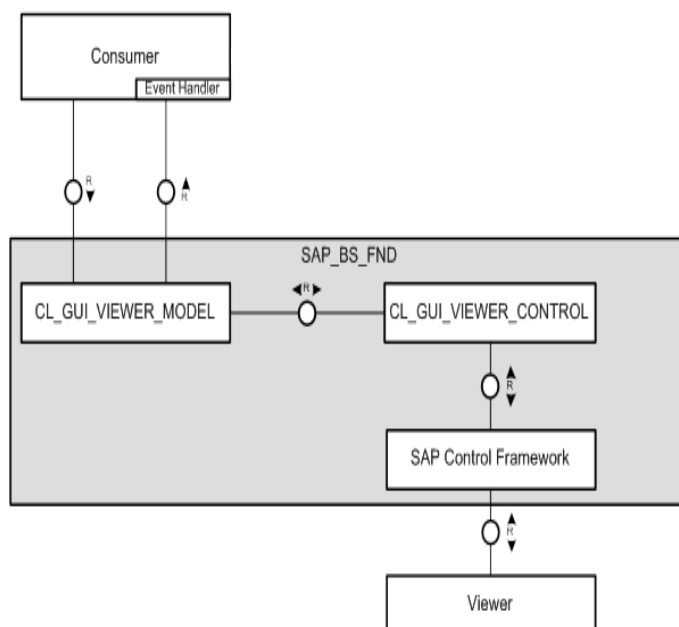 Consumer
Event Handler
R
R
SAP_BS_FND
CL_GUI_VIEWER_MODEL
R
CL_GUI_VIEWER_CONTROL
R
SAP Control Framework
R
Viewer